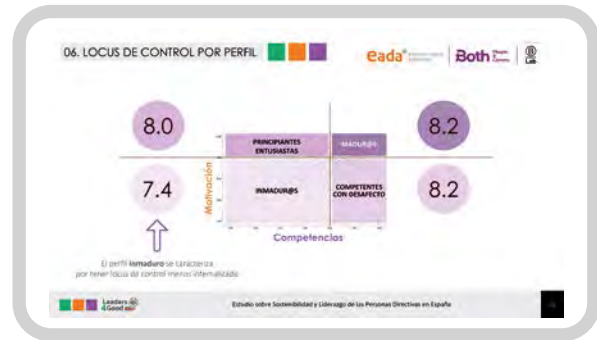 06. LOCUS DE CONTROL POR PERFIL
eada
Both People & Comms
8.0
8.2
PRINCIPIANTES
ENTUSIASTAS
MADUR@S
7.4
8.2
Motivación
INMADUR@S
COMPETENTES
CON DESAFECTO
Competencias
El perfil inmaduro se caracteriza
por tener locus de control menos internalizado
Leaders
4Good
Estudio sobre Sostenibilidad y Liderazgo de las Personas Directivas en España